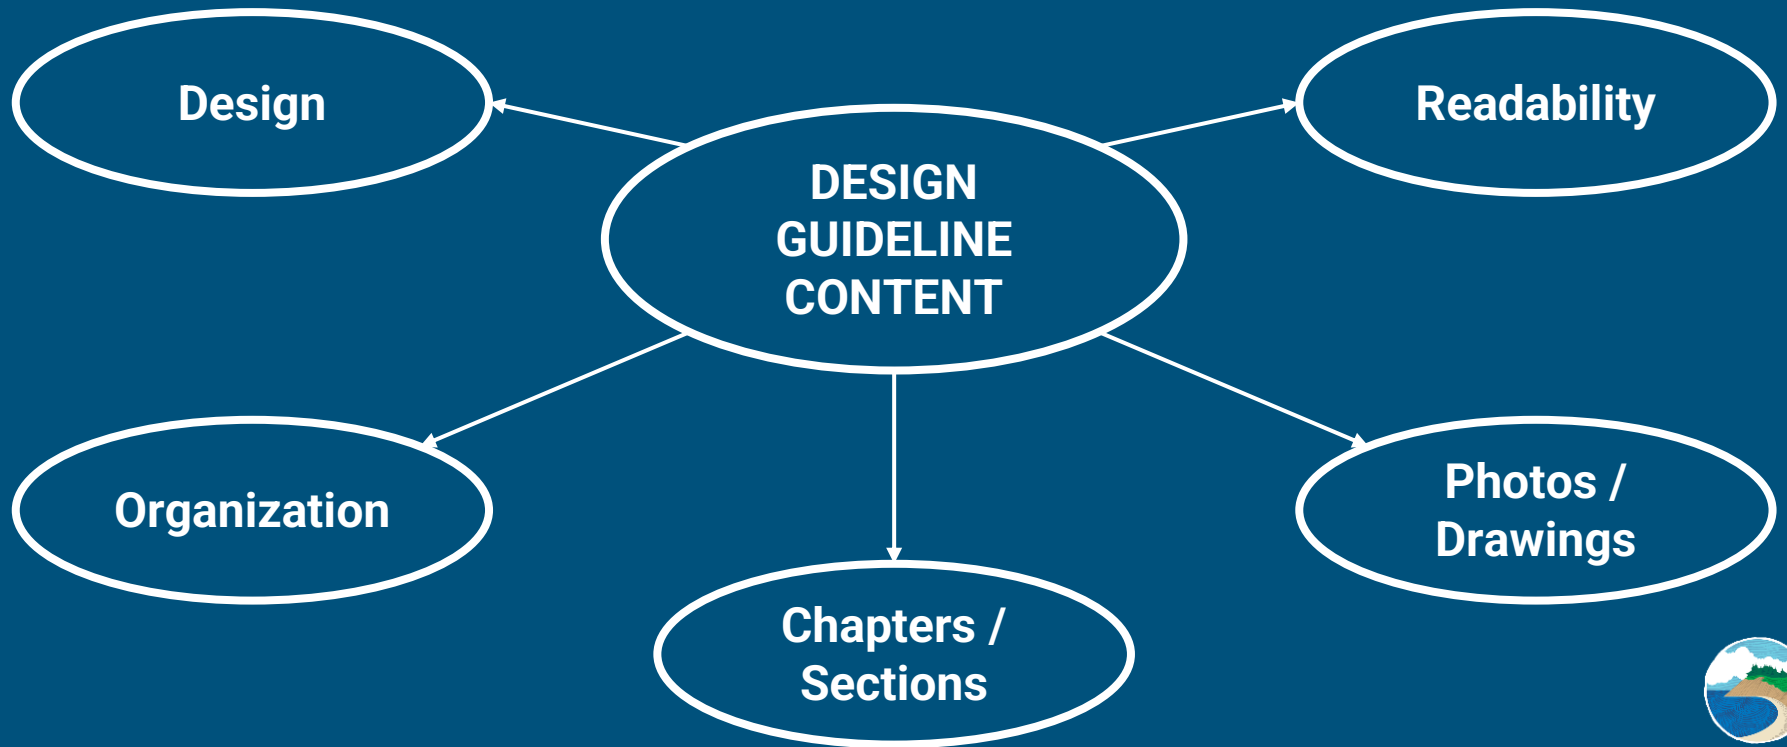 Design
Readability
DESIGN
GUIDELINE
CONTENT
Organization
Photos /
Drawings
Chapters /
Sections